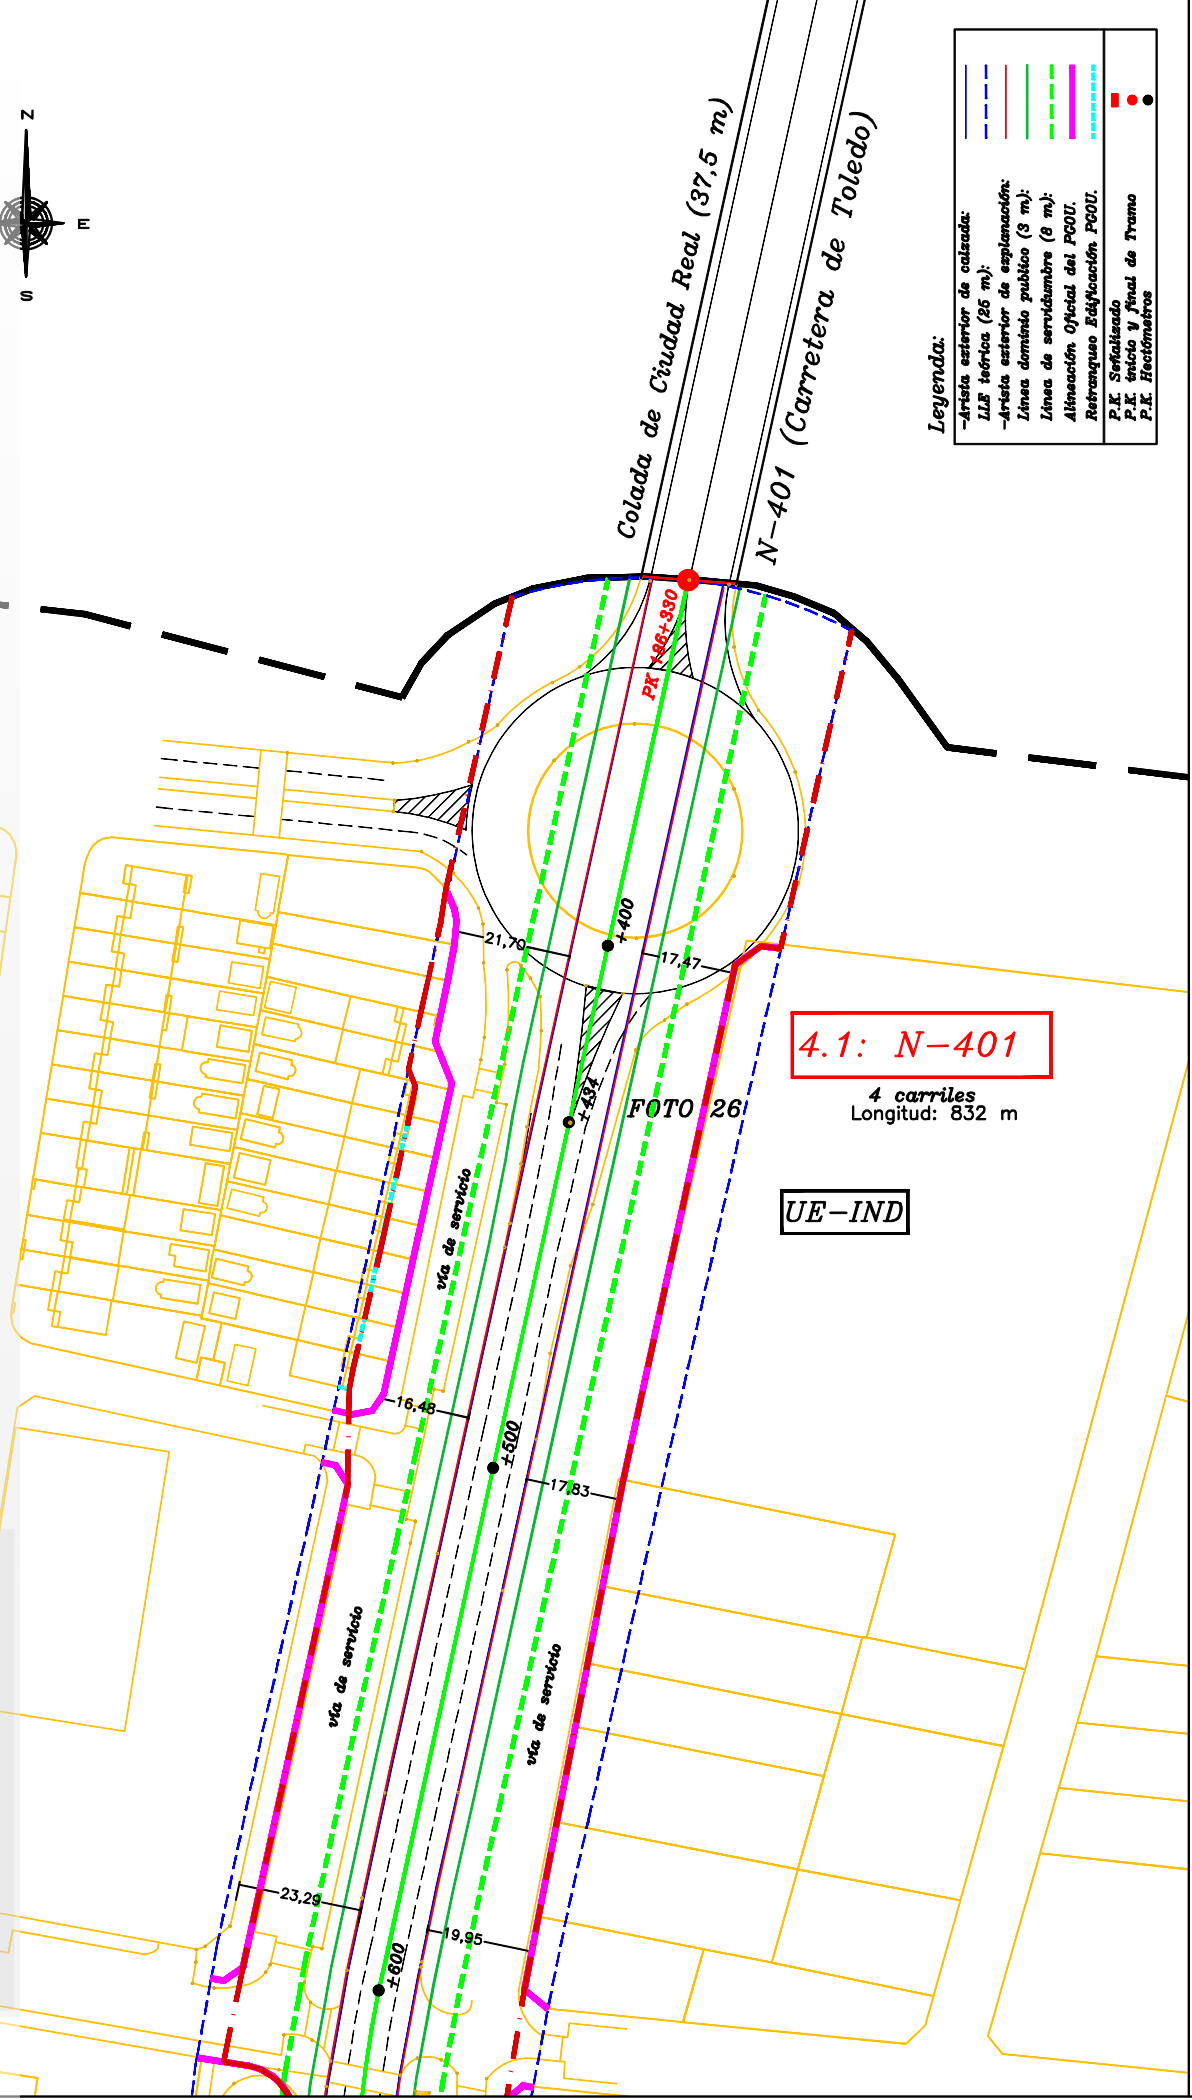 N
E
S
Colada de Ciudad Real (37,5 m)
N-401 (Carretera de Toledo)
Leyenda:
-Arista exterior de calzada:
LLE teórica (25 m):
-Arista exterior de explanación:
Línea dominio publico (3 m):
Línea de servidumbre (8 m):
Alineación Oficial del PGOU.
Retranqueo Edificación PGOU.
P.K. Señalizado
P.K. inicio y final de Tramo
P.K. Hectómetros
PK 186+330
+400
21,70
17,47
4.1: N-401
4 carriles
Longitud: 832 m
+434
FOTO 26
UE-IND
vía de servicio
16,48
+500
17,83
vía de servicio
vía de servicio
23,29
19,95
+600